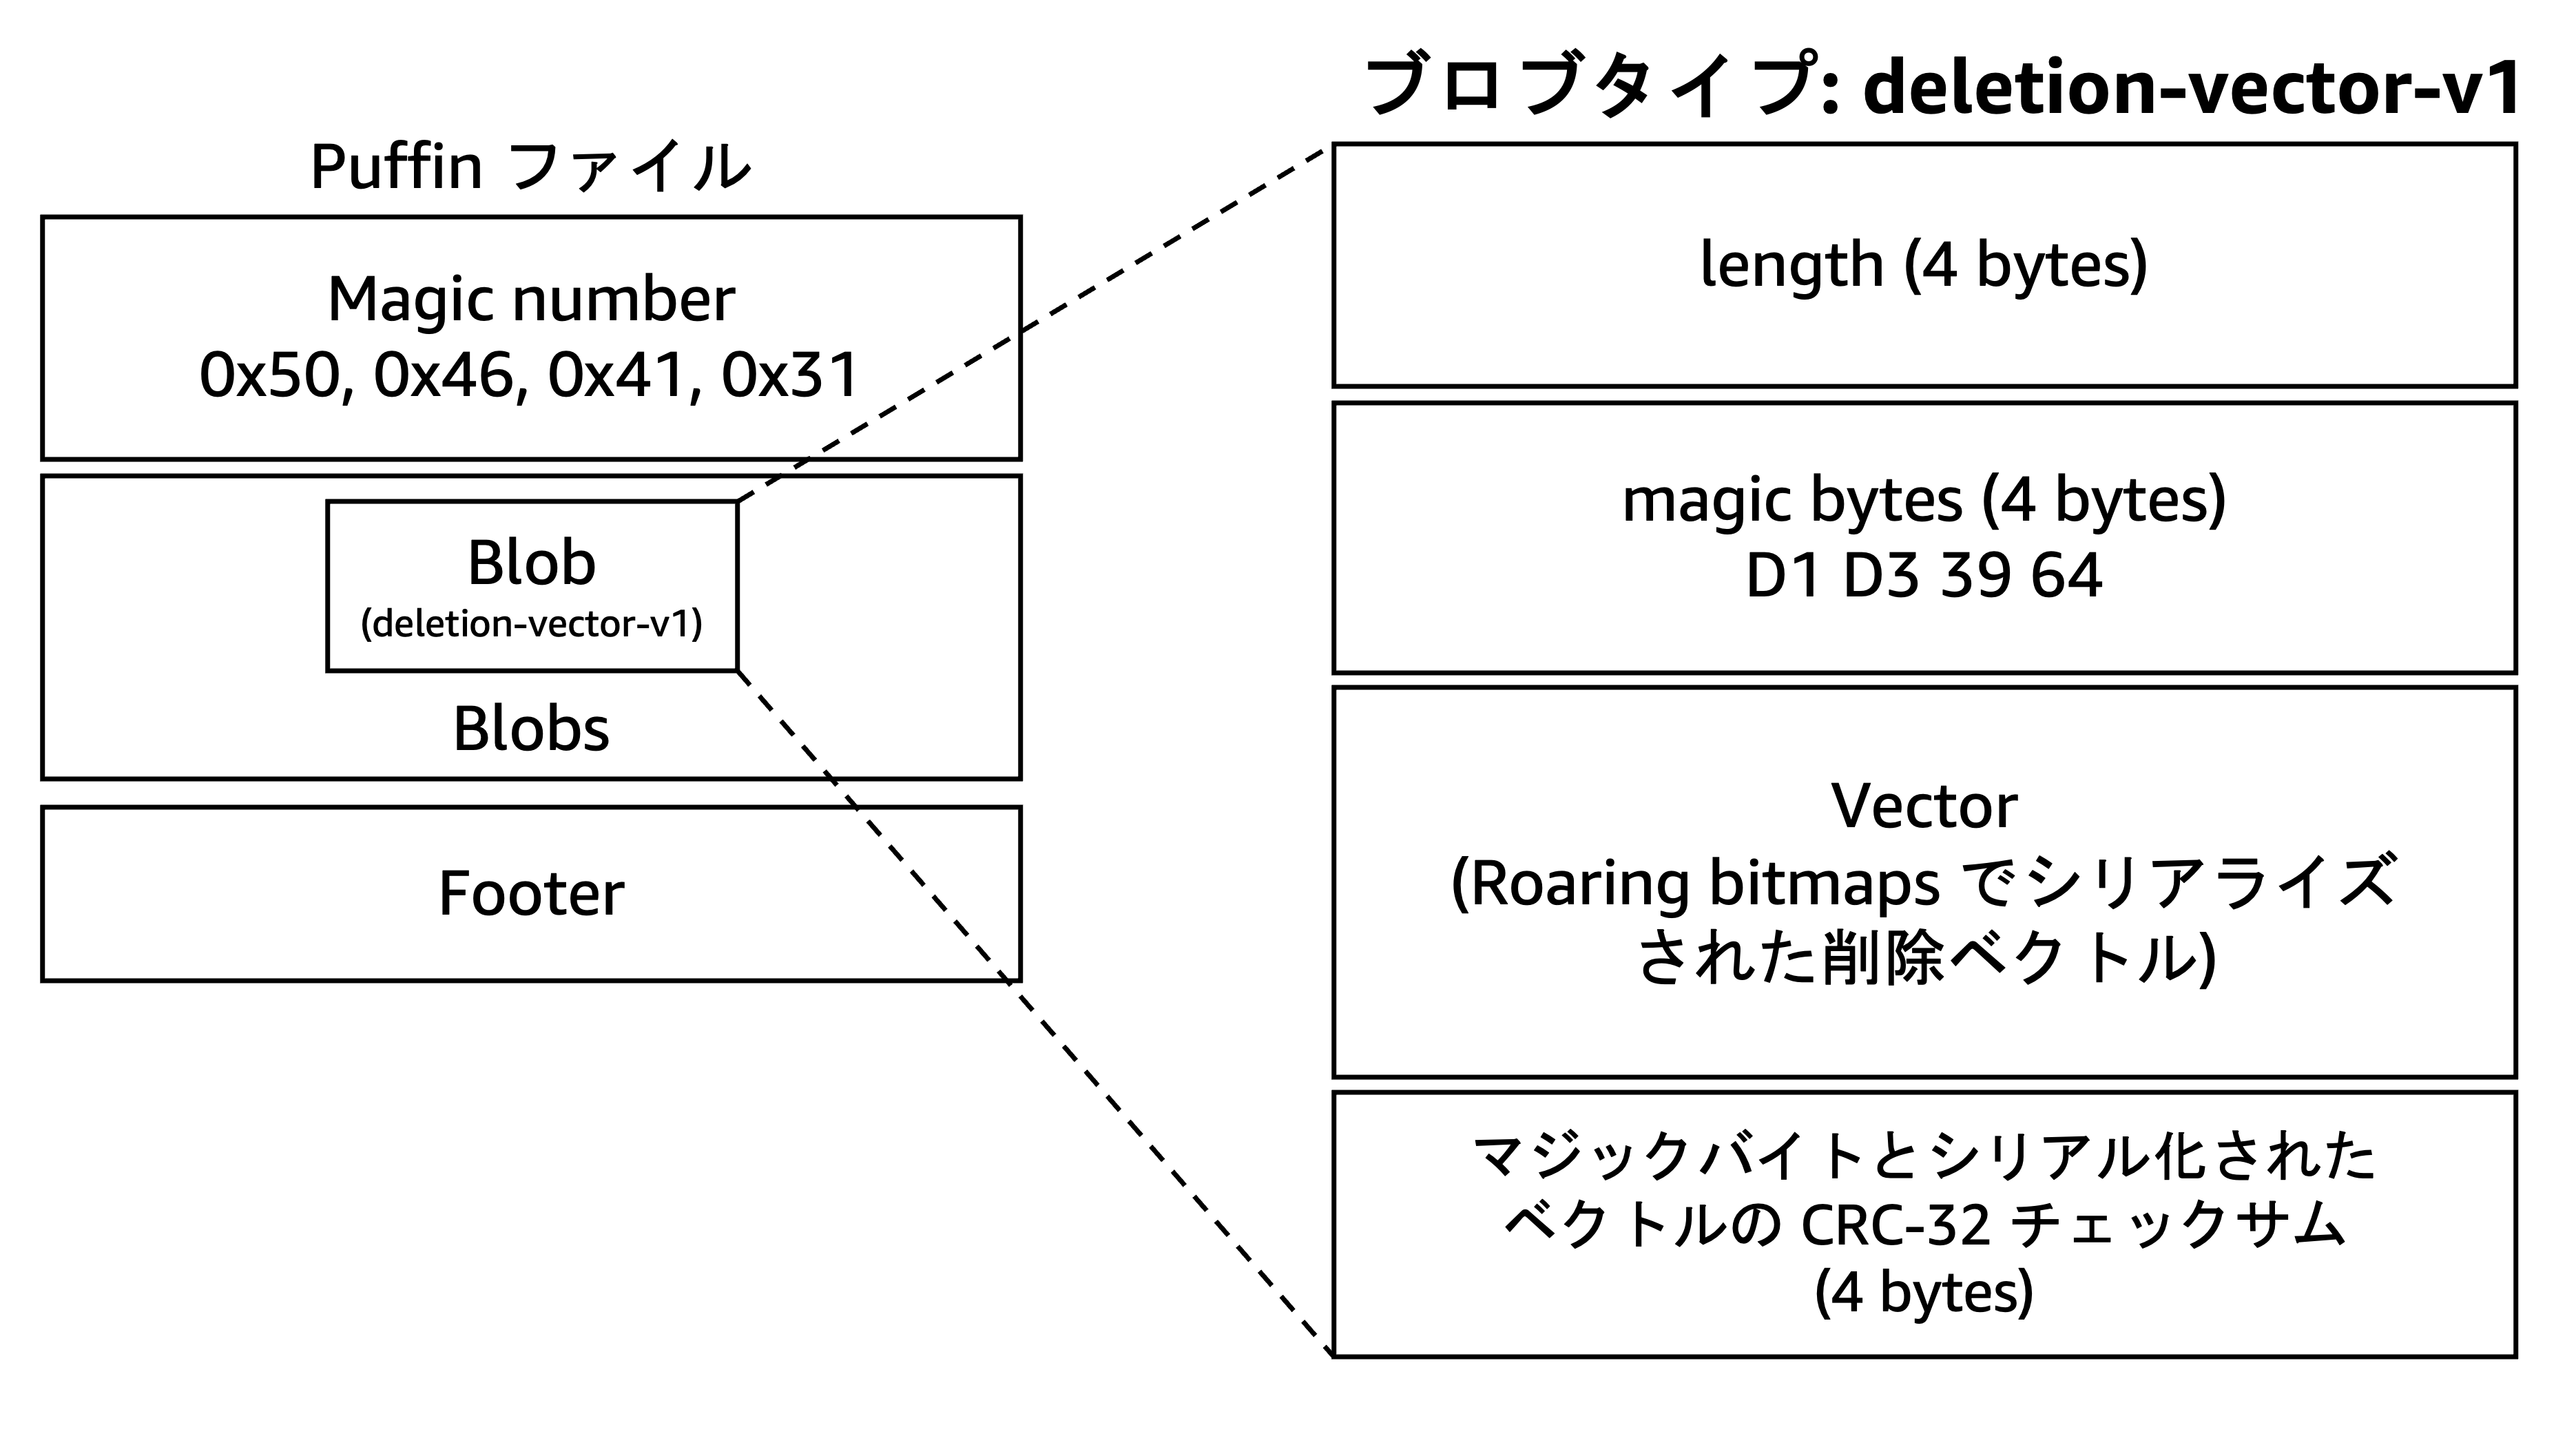 Puffin ファイル
Magic number
0x50, 0x46, 0x41, 0x31
Blob
(deletion-vector-v1)
Blobs
Footer
ブロブタイプ: deletion-vector-v1
length (4 bytes)
magic bytes (4 bytes)
D1 D3 39 64
Vector
(Roaring bitmaps でシリアライズ
された削除ベクトル)
マジックバイトとシリアル化された
ベクトルの CRC-32 チェックサム
(4 bytes)